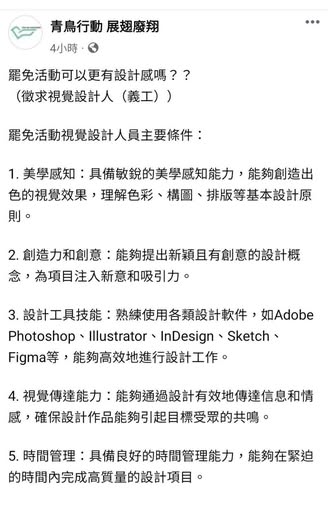 青鳥行動 展翅廢翔
4小時
罷免活動可以更有設計感嗎？？
（徵求視覺設計人（義工））
罷免活動視覺設計人員主要條件：
1. 美學感知：具備敏銳的美學感知能力，能夠創造出
色的視覺效果，理解色彩、構圖、排版等基本設計原
則。
2. 創造力和創意：能夠提出新穎且有創意的設計概
念，為項目注入新意和吸引力。
3. 設計工具技能：熟練使用各類設計軟件，如Adobe
Photoshop、Illustrator、InDesign、Sketch、
Figma等，能夠高效地進行設計工作。
4. 視覺傳達能力：能夠通過設計有效地傳達信息和情
感，確保設計作品能夠引起目標受眾的共鳴。
5. 時間管理：具備良好的時間管理能力，能夠在緊迫
的時間內完成高質量的設計項目。